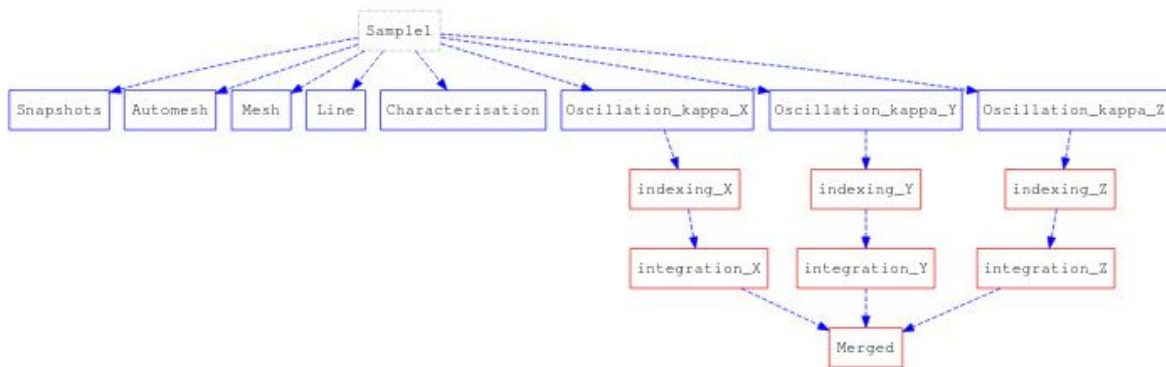 Sample1
Snapshots
Automesh
Mesh
Line
Characterisation
Oscillation_kappa_X
Oscillation_kappa_Y
Oscillation_kappa_Z
indexing_X
indexing_Y
indexing_Z
integration_X
integration_Y
integration_Z
Merged